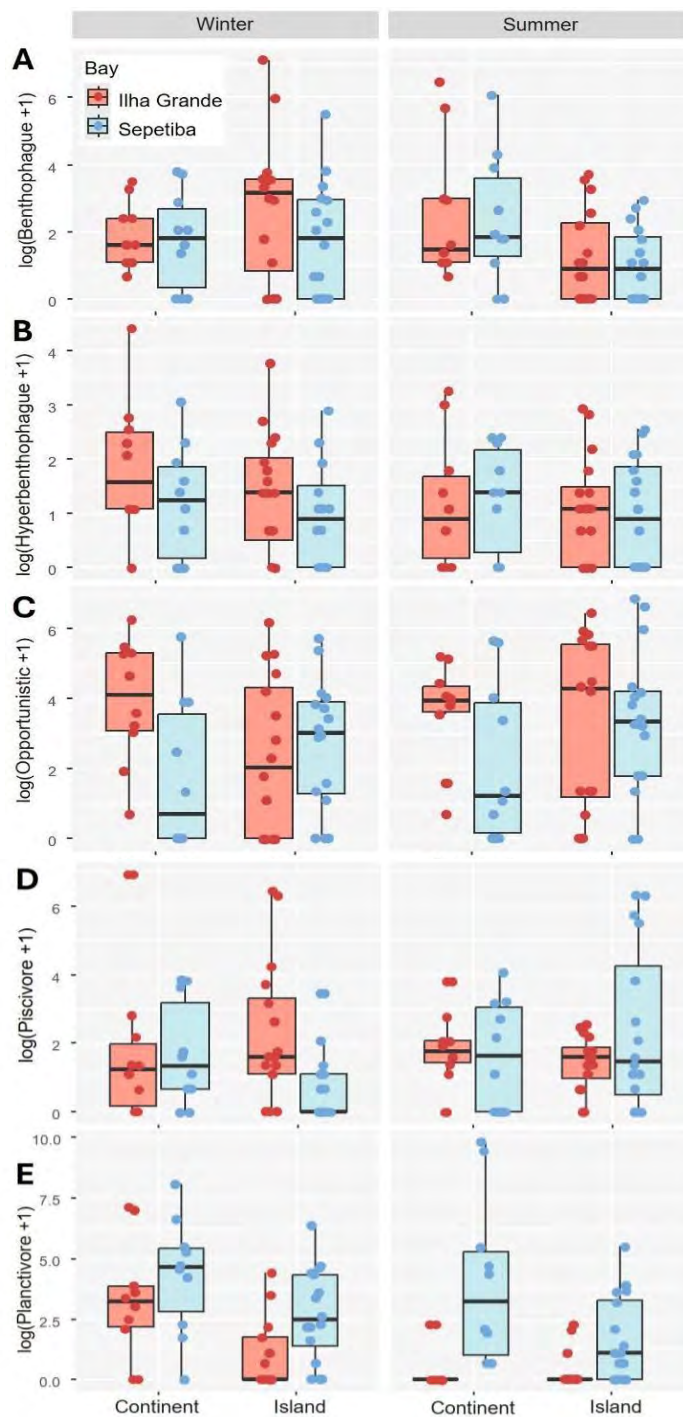 Winter Summer
A
Bay
Ilha Grande
Sepetiba
log(Benthophague +1)
6
4
2
0
B
log(Hyperbenthophague +1)
4
3
2
1
0
C
log(Opportunistic +1)
6
4
2
0
D
log(Piscivore +1)
6
4
2
0
E
log(Planctivore +1)
10.0
7.5
5.0
2.5
0.0
Continent Island Continent Island